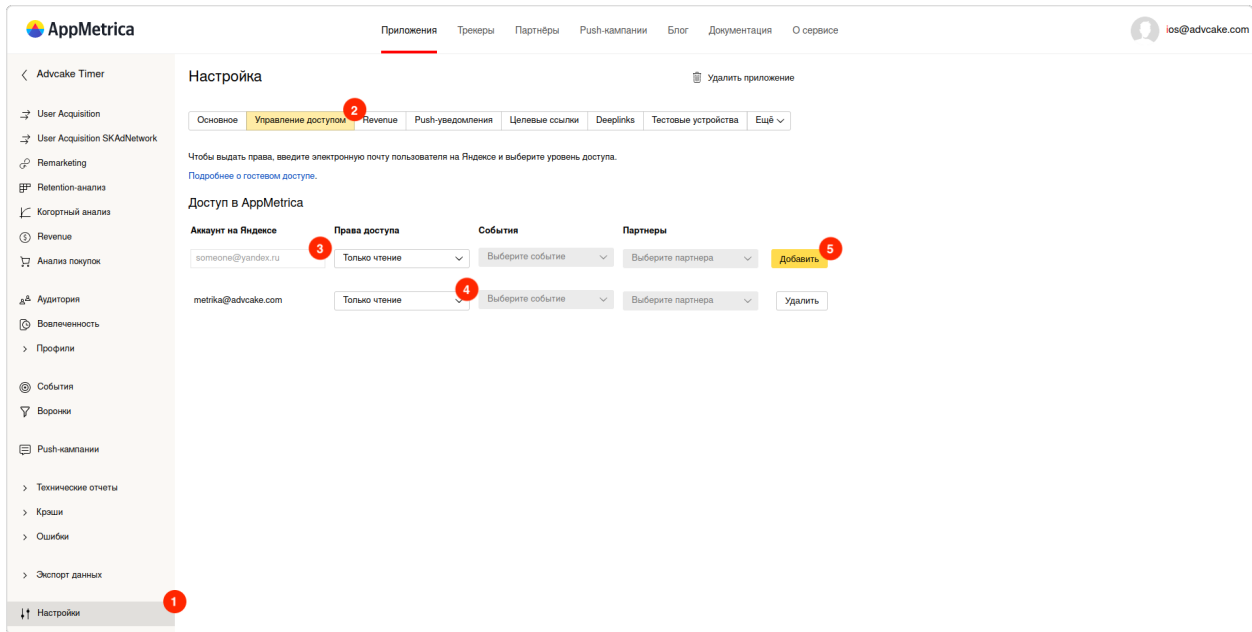 AppMetrica
Приложения Трекеры Партнёры Push-кампании Блог Документация О сервисе
ios@advcake.com
Advcake Timer
User Acquisition
User Acquisition SKAdNetwork
Remarketing
Retention-анализ
Когортный анализ
Revenue
Анализ покупок
Аудитория
Вовлеченность
Профили
События
Воронки
Push-кампании
Технические отчеты
Крэши
Ошибки
Экспорт данных
Настройки 1
Настройка
Удалить приложение
Основное Управление доступом 2 Revenue Push-уведомления Целевые ссылки Deeplinks Тестовые устройства Ещё
Чтобы выдать права, введите электронную почту пользователя на Яндексе и выберите уровень доступа.
Подробнее о гостевом доступе.
Доступ в AppMetrica
Аккаунт на Яндексе Права доступа События Партнеры
someone@yandex.ru 3 Только чтение Выберите событие Выберите партнера Добавить 5
metrika@advcake.com Только чтение 4 Выберите событие Выберите партнера Удалить